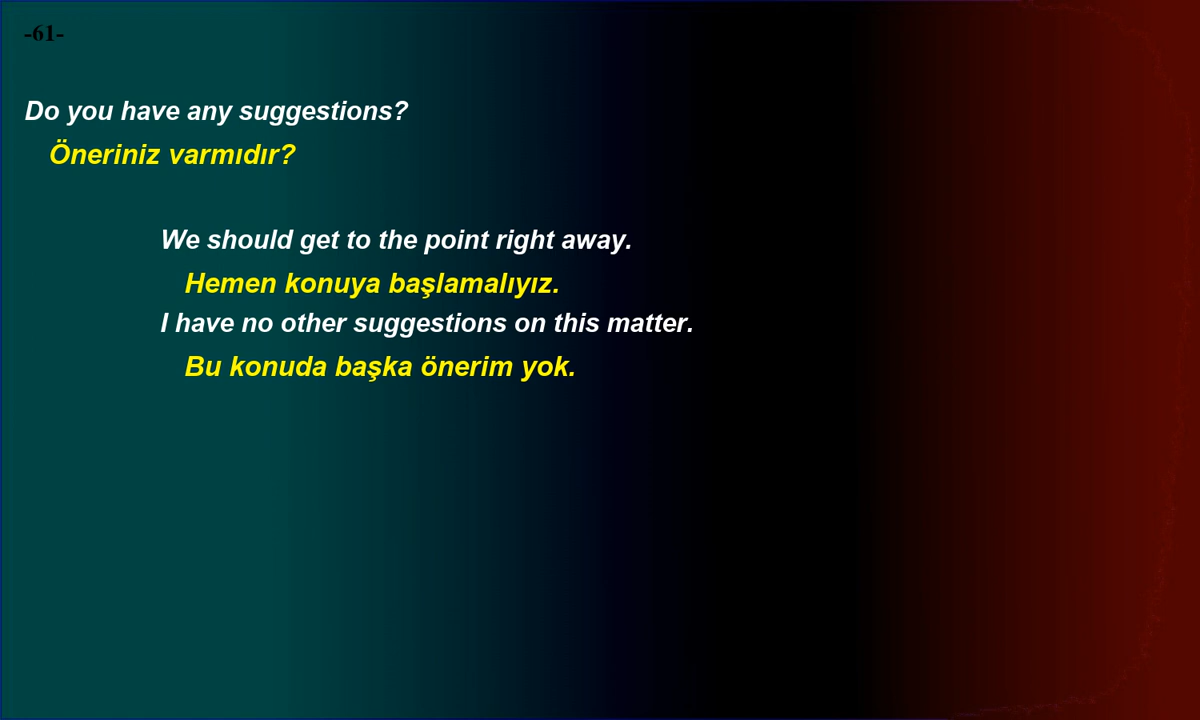 -61-
Do you have any suggestions?
Öneriniz varmıdır?
We should get to the point right away.
Hemen konuya başlamalıyız.
I have no other suggestions on this matter.
Bu konuda başka önerim yok.